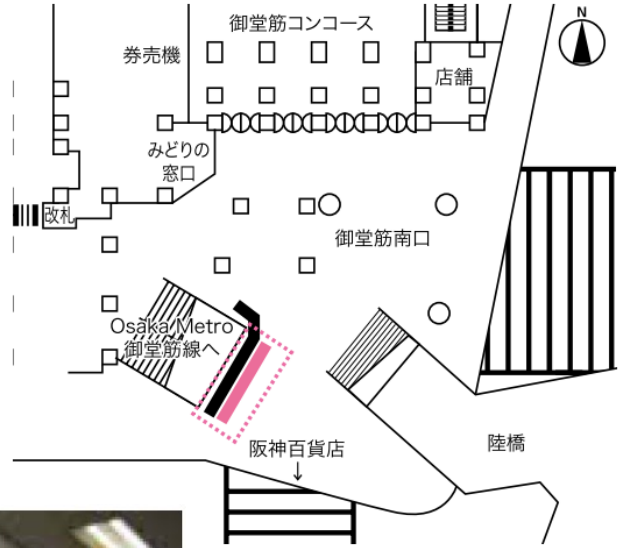 御堂筋コンコース
N
券売機
店舗
みどりの
窓口
改札
御堂筋南口
Osaka Metro
御堂筋線へ
阪神百貨店
↓
陸橋